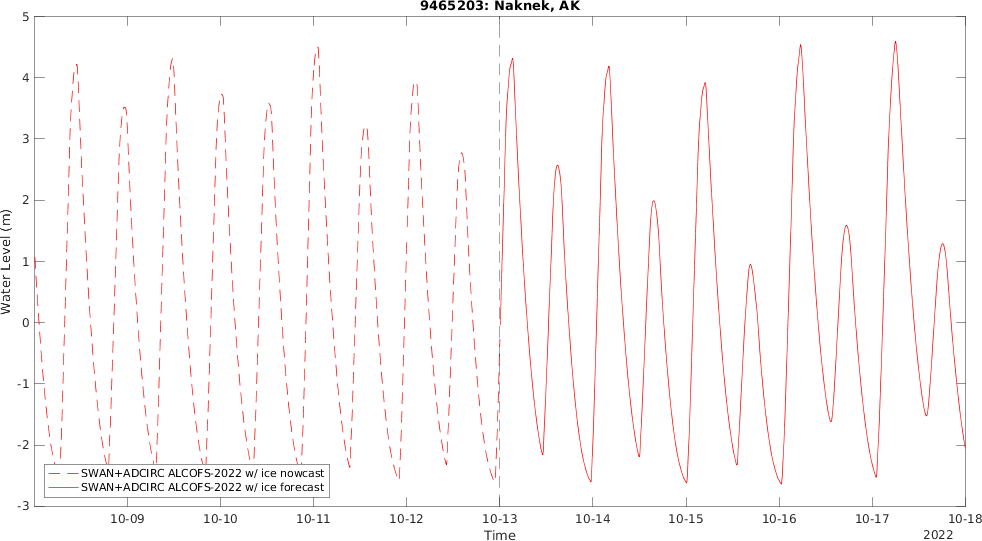 9465203: Naknek, AK
5
4
3
2
1
0
-1
-2
-3
Water Level (m)
SWAN+ADCIRC ALCOFS-2022 w/ ice nowcast
SWAN+ADCIRC ALCOFS-2022 w/ ice forecast
10-09 10-10 10-11 10-12 10-13 10-14 10-15 10-16 10-17 10-18
Time
2022